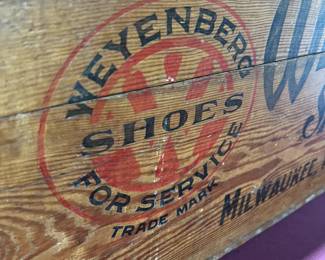 WEYENBERG
SHOES
FOR SERVICE
TRADE MARK
W
MILWAUKEE,